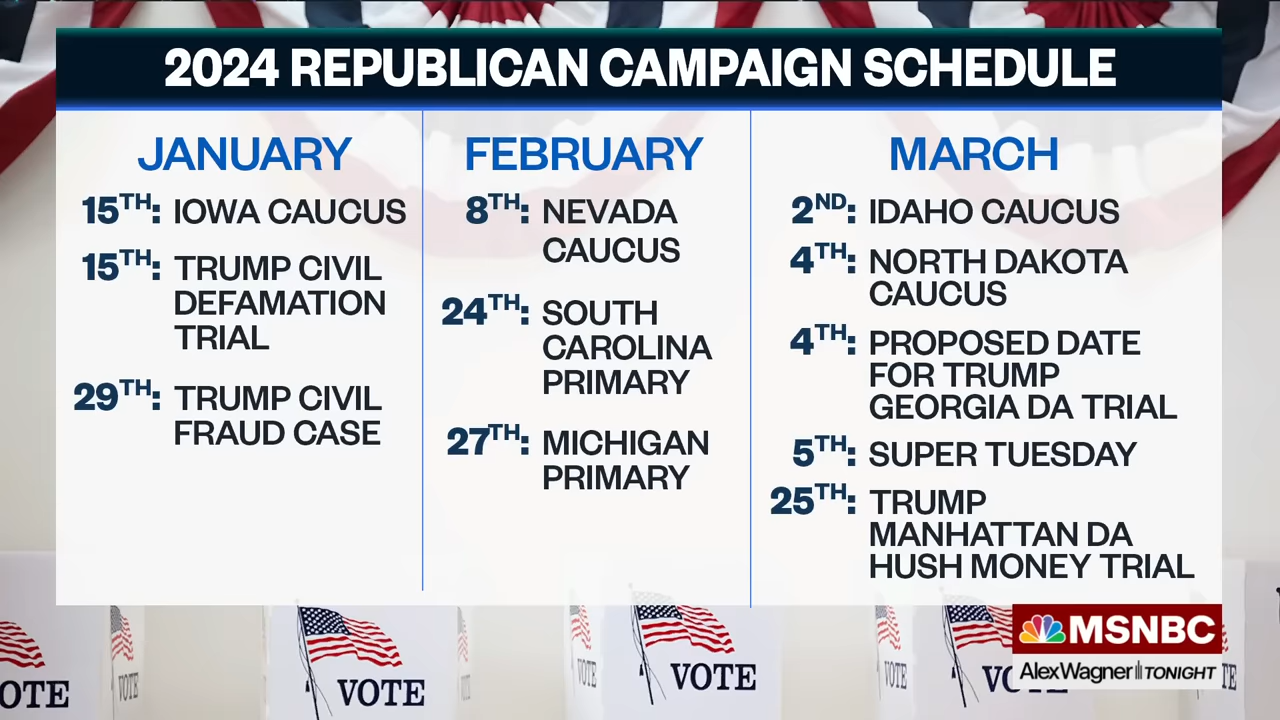 2024 REPUBLICAN CAMPAIGN SCHEDULE
JANUARY
15TH: IOWA CAUCUS
15TH: TRUMP CIVIL
DEFAMATION
TRIAL
29TH: TRUMP CIVIL
FRAUD CASE
FEBRUARY
8TH: NEVADA
CAUCUS
24TH: SOUTH
CAROLINA
PRIMARY
27TH: MICHIGAN
PRIMARY
MARCH
2ND: IDAHO CAUCUS
4TH: NORTH DAKOTA
CAUCUS
4TH: PROPOSED DATE
FOR TRUMP
GEORGIA DA TRIAL
5TH: SUPER TUESDAY
25TH: TRUMP
MANHATTAN DA
HUSH MONEY TRIAL
MSNBC
ALEXWAGNER TONIGHT
VOTE
VOTE
VOTE